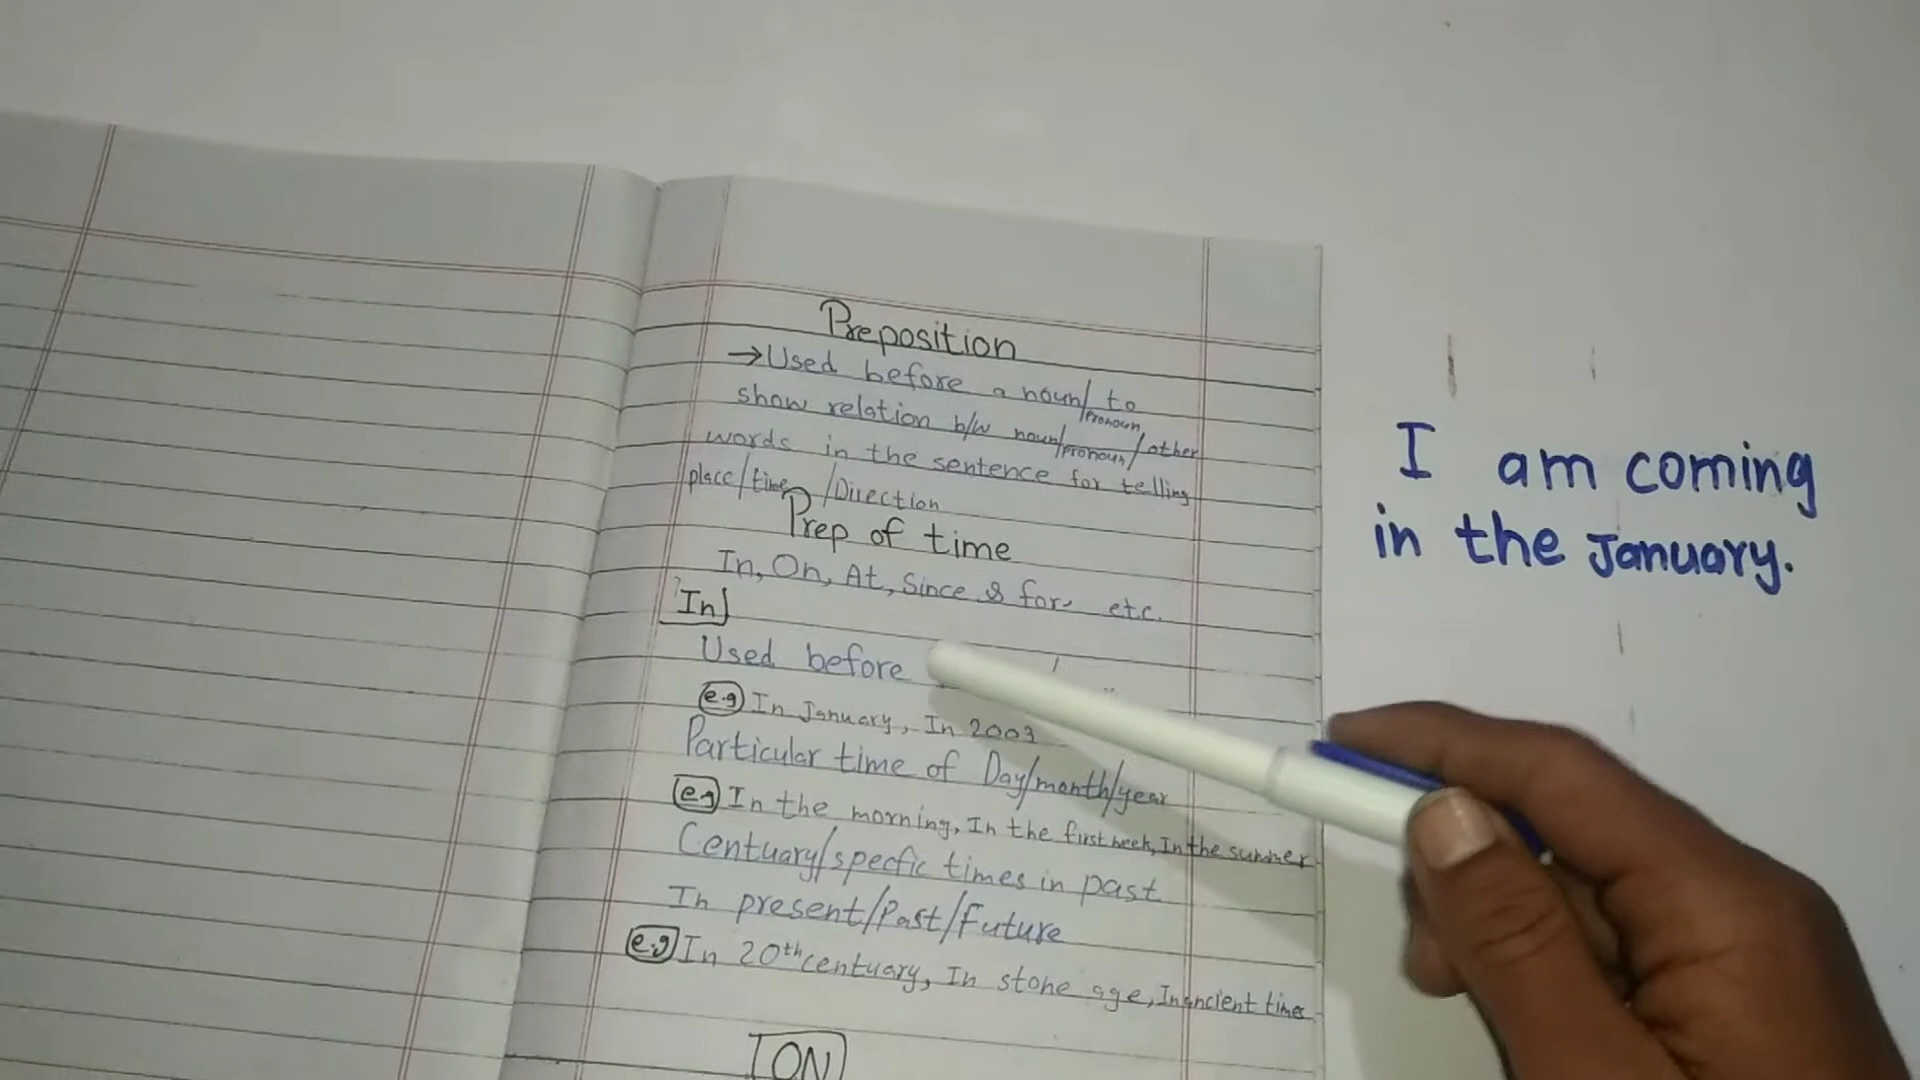 Preposition
→Used before a noun/pronoun to
show relation b/w noun/pronoun/other
words in the sentence for telling
place/time/Direction
Prep of time
In, On, At, Since & for, etc.
In
Used before
e.g In January, In 2003
Particular time of Day/month/year
e.g In the morning, In the first week, In the summer
Centuary/specfic times in past
In present/Past/Future
e.g In 20th centuary, In stone age, In ancient times
ON
I am coming
in the January.